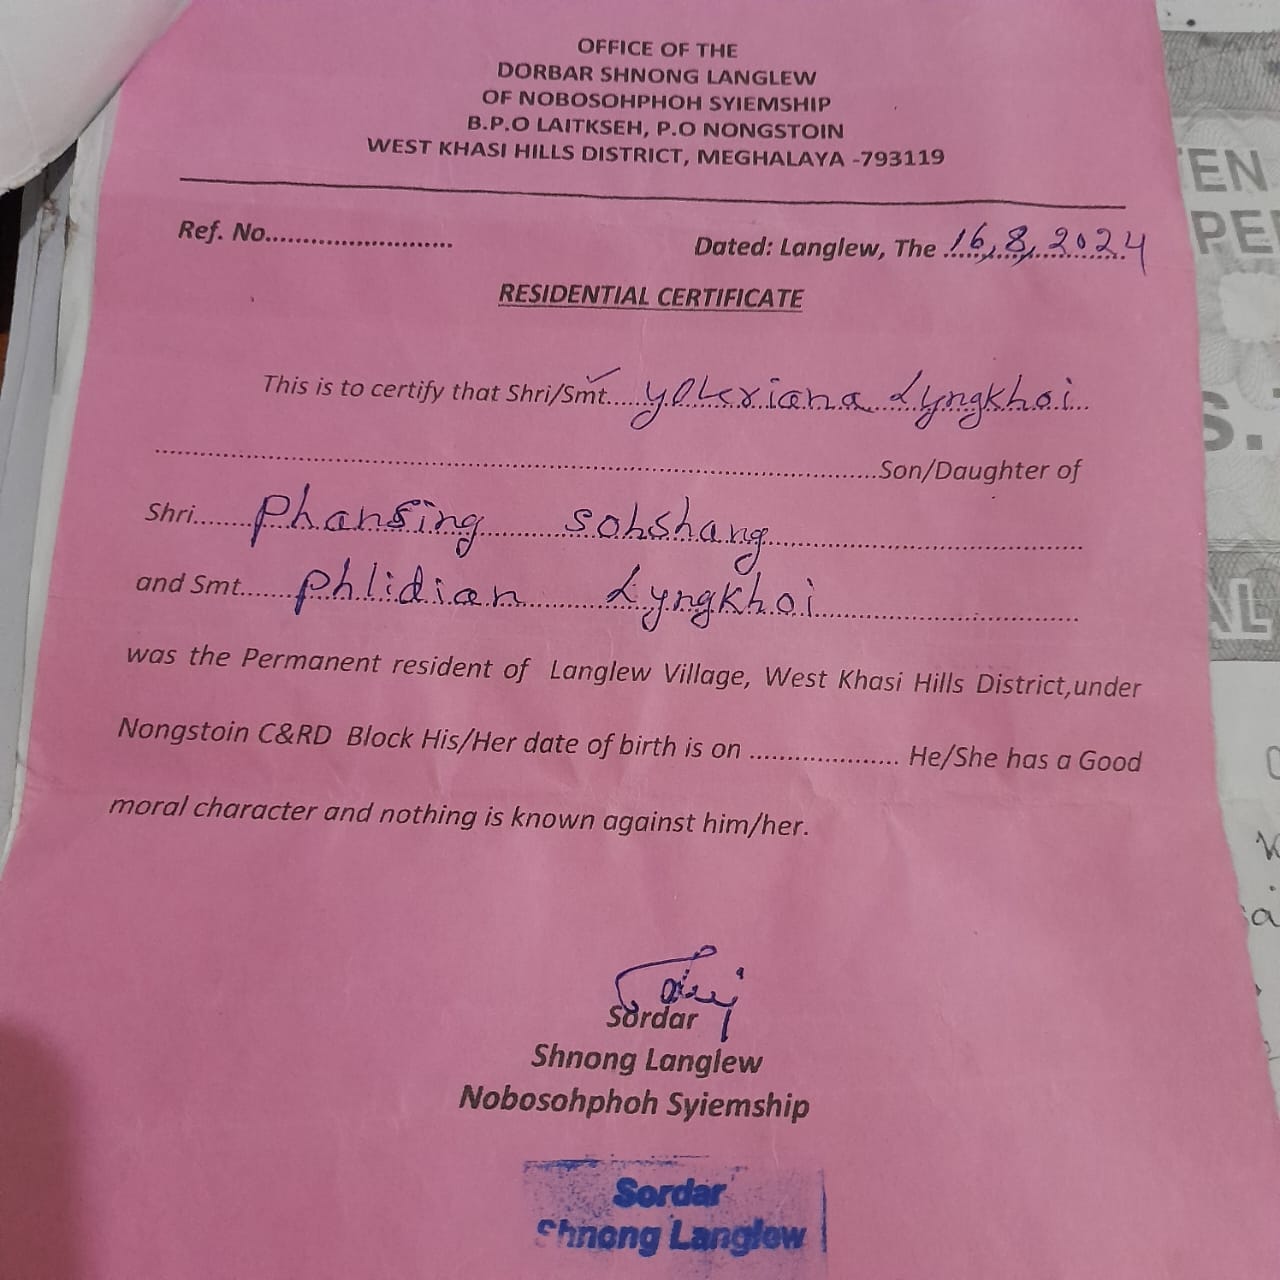 OFFICE OF THE
DORBAR SHNONG LANGLEW
OF NOBOSOHPHOH SYIEMSHIP
B.P.O LAITKSEH, P.O NONGSTOIN
WEST KHASI HILLS DISTRICT, MEGHALAYA -793119
Ref. No............................ Dated: Langlew, The 16,8,2024
RESIDENTIAL CERTIFICATE
This is to certify that Shri/Smt.... Lyngkhoi
....................Son/Daughter of
Shri....... Phansing sohshang
and Smt....... Phlidian Lyngkhoi
was the Permanent resident of Langlew Village, West Khasi Hills District,under
Nongstoin C&RD Block His/Her date of birth is on .................... He/She has a Good
moral character and nothing is known against him/her.
Sordar
Shnong Langlew
Nobosohphoh Syiemship
Sordar
Shnong Langlew